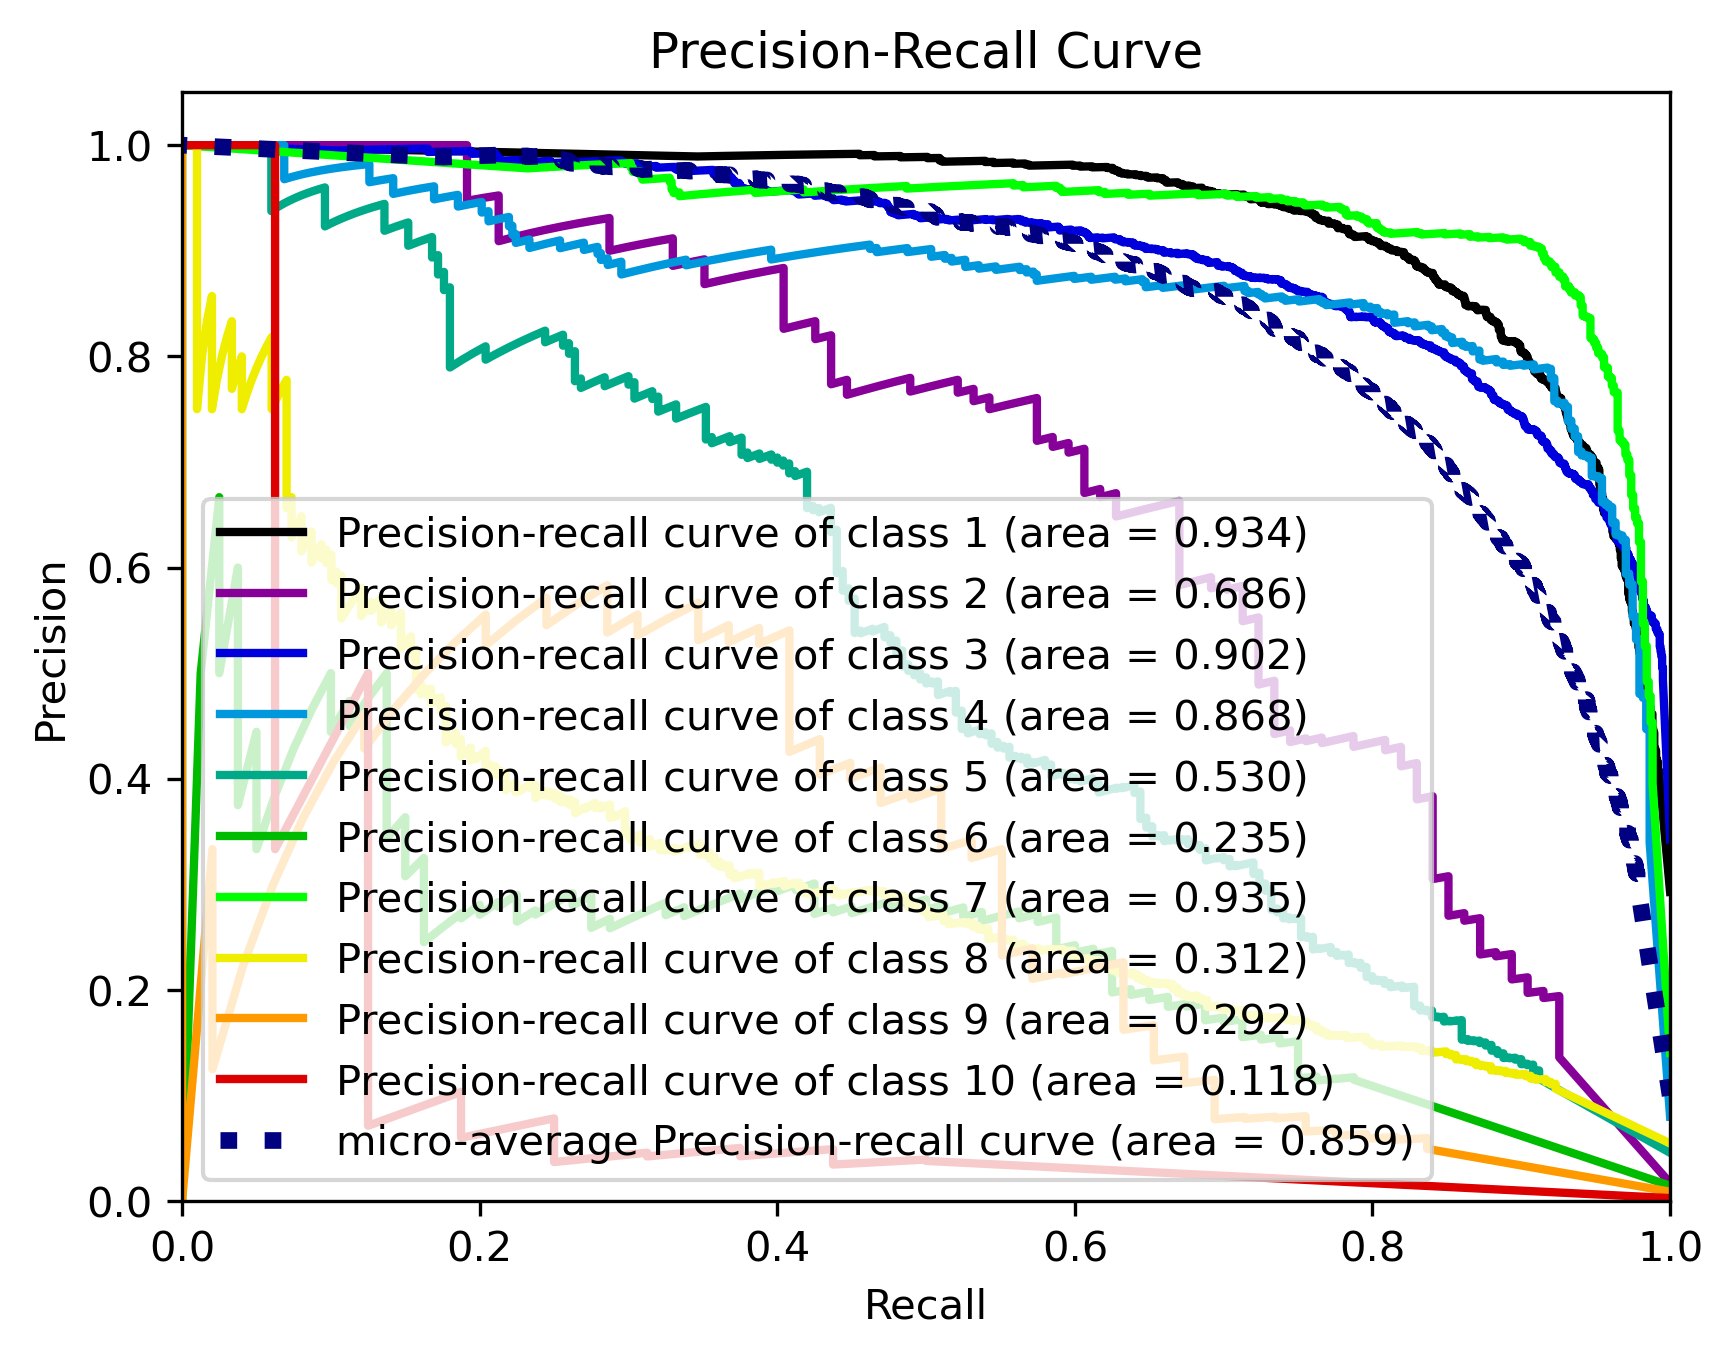 Precision-Recall Curve
1.0
0.8
0.6
0.4
0.2
0.0
Precision
Precision-recall curve of class 1 (area = 0.934)
Precision-recall curve of class 2 (area = 0.686)
Precision-recall curve of class 3 (area = 0.902)
Precision-recall curve of class 4 (area = 0.868)
Precision-recall curve of class 5 (area = 0.530)
Precision-recall curve of class 6 (area = 0.235)
Precision-recall curve of class 7 (area = 0.935)
Precision-recall curve of class 8 (area = 0.312)
Precision-recall curve of class 9 (area = 0.292)
Precision-recall curve of class 10 (area = 0.118)
micro-average Precision-recall curve (area = 0.859)
0.0 0.2 0.4 0.6 0.8 1.0
Recall